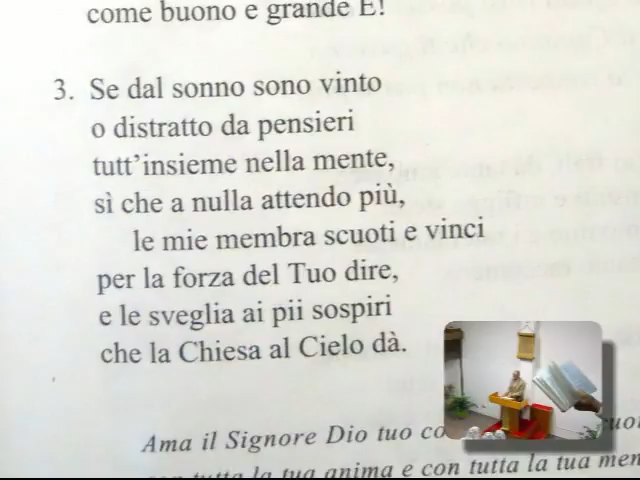 come buono e grande È!
3. Se dal sonno sono vinto
o distratto da pensieri
tutt'insieme nella mente,
sì che a nulla attendo più,
le mie membra scuoti e vinci
per la forza del Tuo dire,
e le sveglia ai pii sospiri
che la Chiesa al Cielo dà.
Ama il Signore Dio tuo
con tutta la tua anima e con tutta la tua